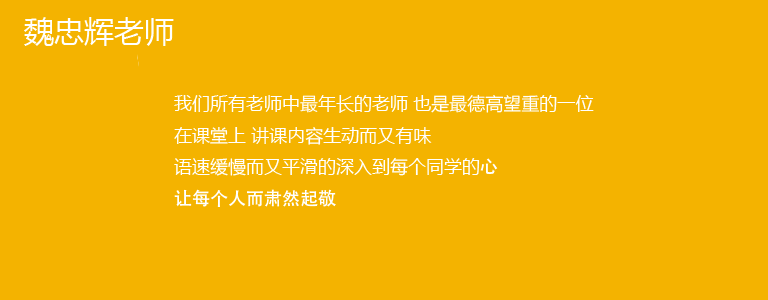 魏忠辉老师
我们所有老师中最年长的老师 也是最德高望重的一位
在课堂上 讲课内容生动而又有味
语速缓慢而又平滑的深入到每个同学的心
让每个人而肃然起敬